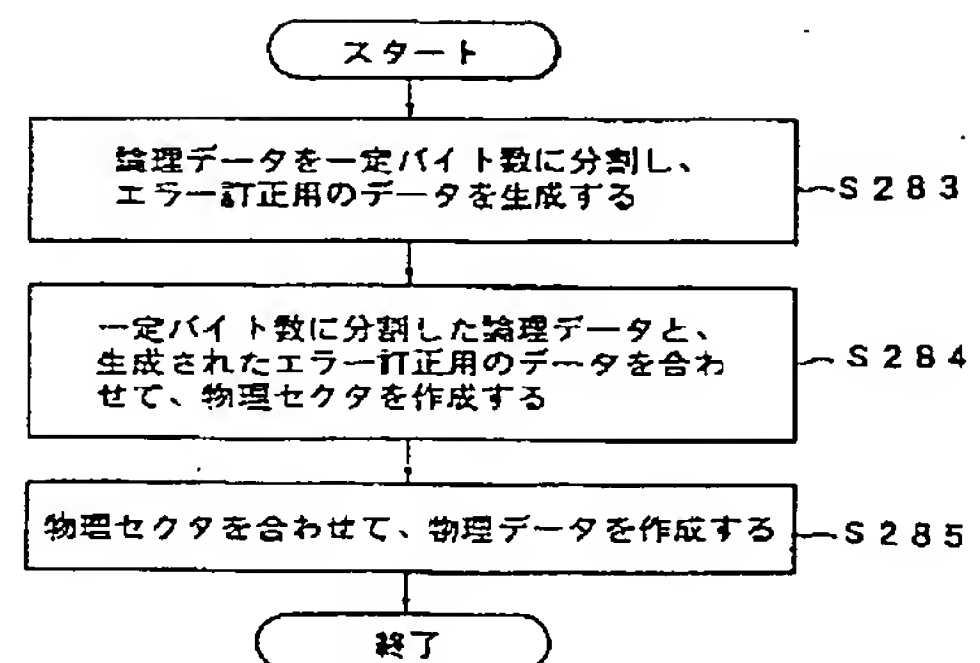 スタート
論理データを一定バイト数に分割し、
エラー訂正用のデータを生成する
S283
一定バイト数に分割した論理データと、
生成されたエラー訂正用のデータを合わ
せて、物理セクタを作成する
S284
物理セクタを合わせて、物理データを作成する
S285
終了